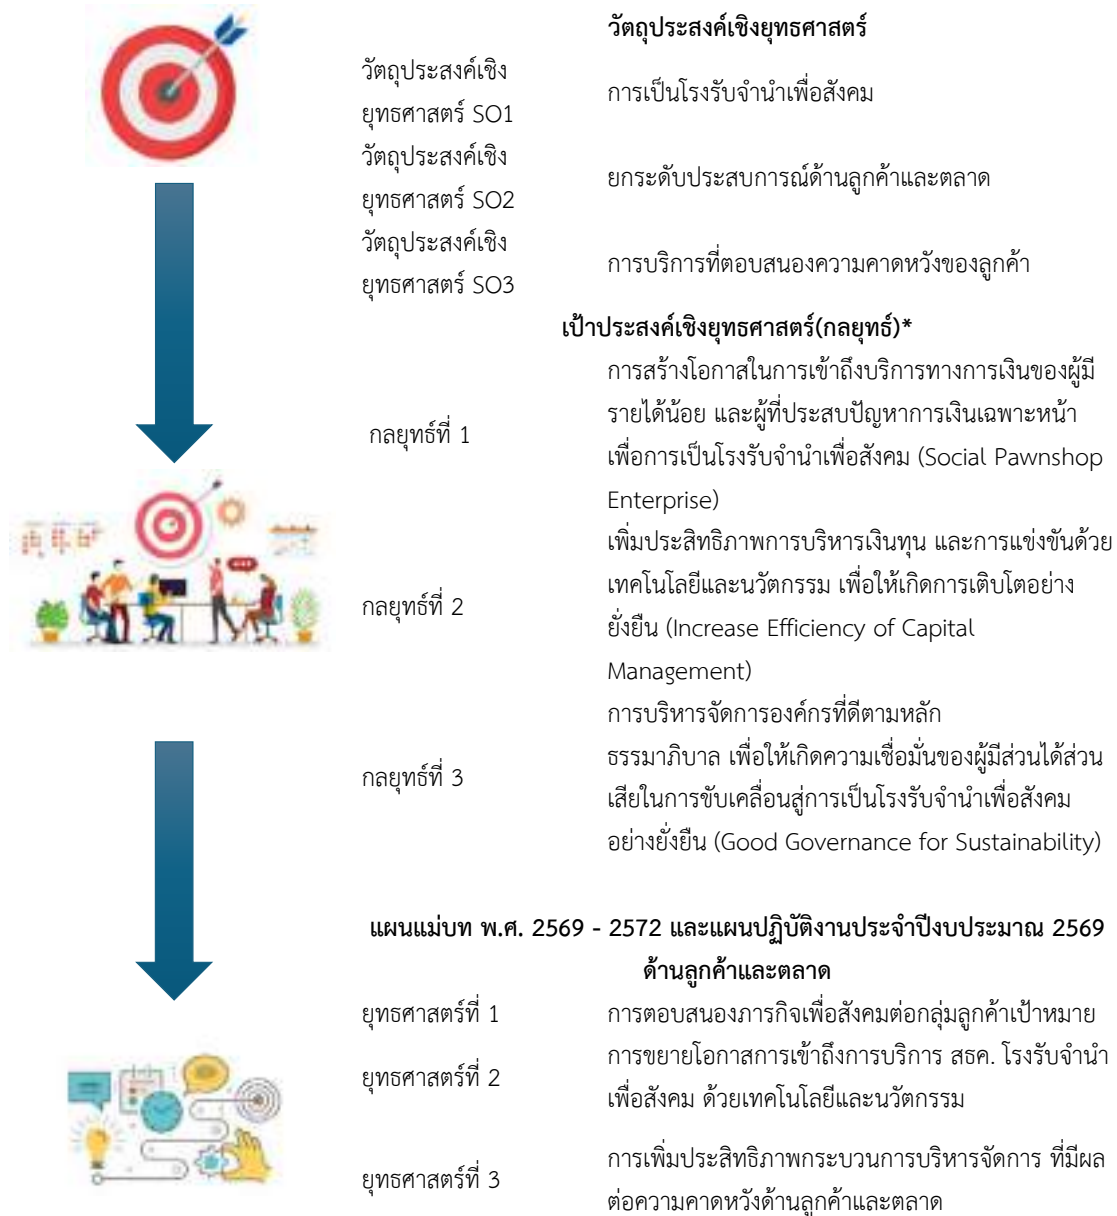 วัตถุประสงค์เชิงยุทธศาสตร์
วัตถุประสงค์เชิง
ยุทธศาสตร์ SO1
การเป็นโรงรับจำนำเพื่อสังคม
วัตถุประสงค์เชิง
ยุทธศาสตร์ SO2
ยกระดับประสบการณ์ด้านลูกค้าและตลาด
วัตถุประสงค์เชิง
ยุทธศาสตร์ SO3
การบริการที่ตอบสนองความคาดหวังของลูกค้า
เป้าประสงค์เชิงยุทธศาสตร์(กลยุทธ์)*
กลยุทธ์ที่ 1
การสร้างโอกาสในการเข้าถึงบริการทางการเงินของผู้มี
รายได้น้อย และผู้ที่ประสบปัญหาการเงินเฉพาะหน้า
เพื่อการเป็นโรงรับจำนำเพื่อสังคม (Social Pawnshop
Enterprise)
กลยุทธ์ที่ 2
เพิ่มประสิทธิภาพการบริหารเงินทุน และการแข่งขันด้วย
เทคโนโลยีและนวัตกรรม เพื่อให้เกิดการเติบโตอย่าง
ยั่งยืน (Increase Efficiency of Capital
Management)
กลยุทธ์ที่ 3
การบริหารจัดการองค์กรที่ดีตามหลัก
ธรรมาภิบาล เพื่อให้เกิดความเชื่อมั่นของผู้มีส่วนได้ส่วน
เสียในการขับเคลื่อนสู่การเป็นโรงรับจำนำเพื่อสังคม
อย่างยั่งยืน (Good Governance for Sustainability)
แผนแม่บท พ.ศ. 2569 - 2572 และแผนปฏิบัติงานประจำปีงบประมาณ 2569
ด้านลูกค้าและตลาด
ยุทธศาสตร์ที่ 1
การตอบสนองภารกิจเพื่อสังคมต่อกลุ่มลูกค้าเป้าหมาย
ยุทธศาสตร์ที่ 2
การขยายโอกาสการเข้าถึงการบริการ สธค. โรงรับจำนำ
เพื่อสังคม ด้วยเทคโนโลยีและนวัตกรรม
ยุทธศาสตร์ที่ 3
การเพิ่มประสิทธิภาพกระบวนการบริหารจัดการ ที่มีผล
ต่อความคาดหวังด้านลูกค้าและตลาด